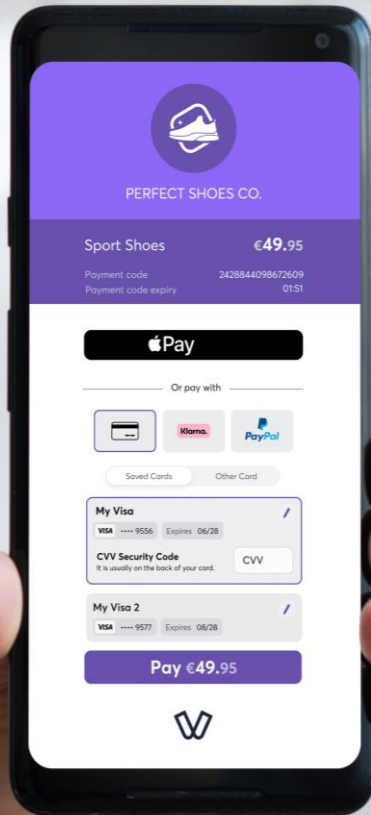 PERFECT SHOES CO.
Sport Shoes €49.95
Payment code 2428844098672609
Payment code expiry 01:51
Pay
Or pay with
Klarna. PayPal
Saved Cards Other Card
My Visa
VISA ···· 9556 Expires 06/28
CVV Security Code
It is usually on the back of your card.
CVV
My Visa 2
VISA ···· 9577 Expires 08/28
Pay €49.95